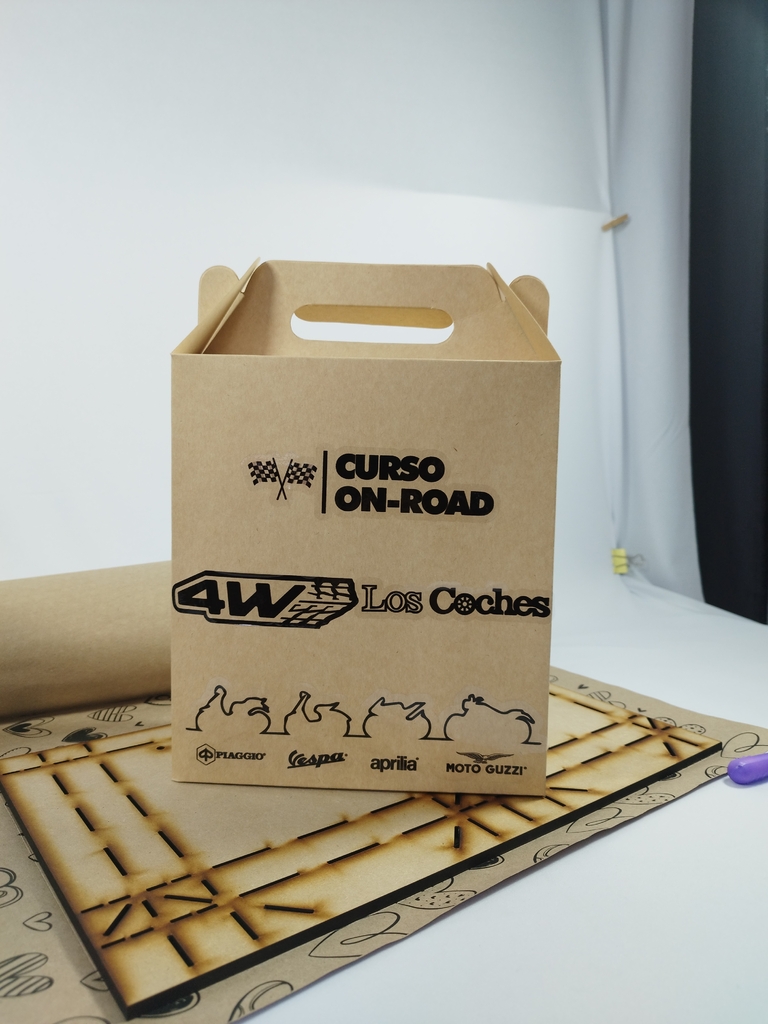 CURSO
ON-ROAD
4W Los Coches
PIAGGIO Vespa aprilia MOTO GUZZI